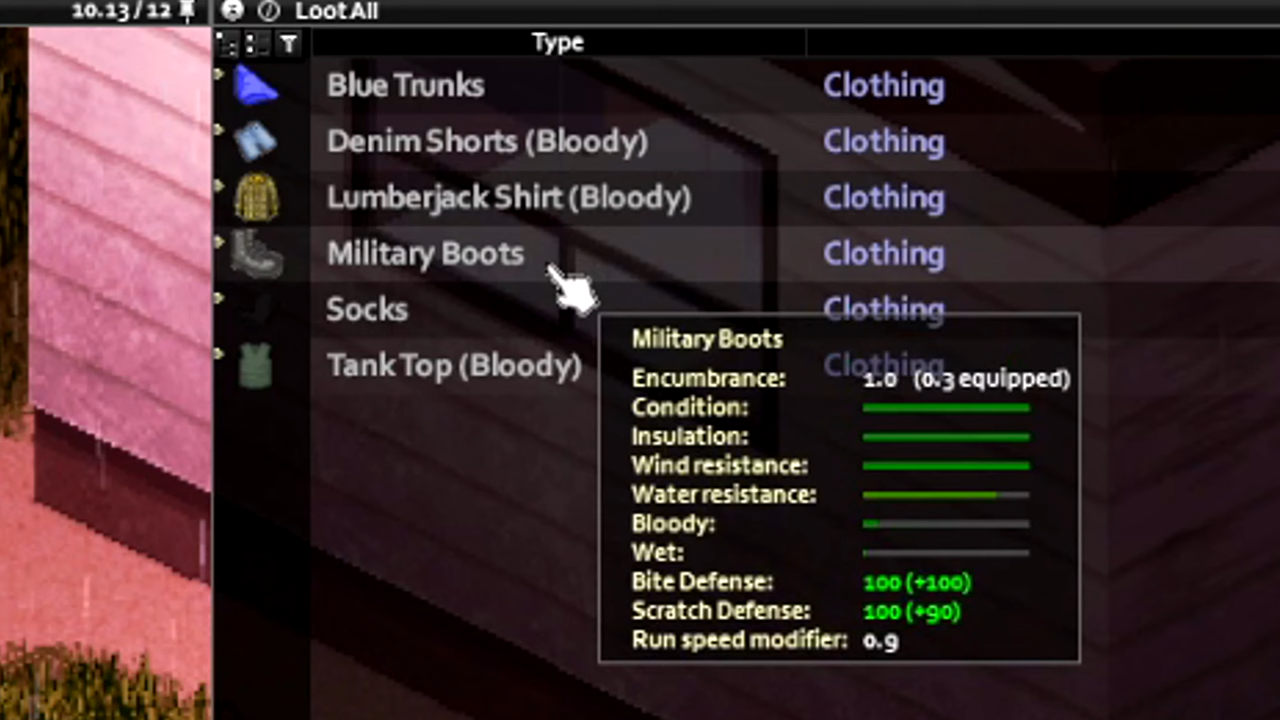 10.13 / 12 Loot All
Type
Blue Trunks Clothing
Denim Shorts (Bloody) Clothing
Lumberjack Shirt (Bloody) Clothing
Military Boots Clothing
Socks Clothing
Tank Top (Bloody) Clothing
Military Boots
Encumbrance: 1.0 (0.3 equipped)
Condition:
Insulation:
Wind resistance:
Water resistance:
Bloody:
Wet:
Bite Defense: 100 (+100)
Scratch Defense: 100 (+90)
Run speed modifier: 0.9